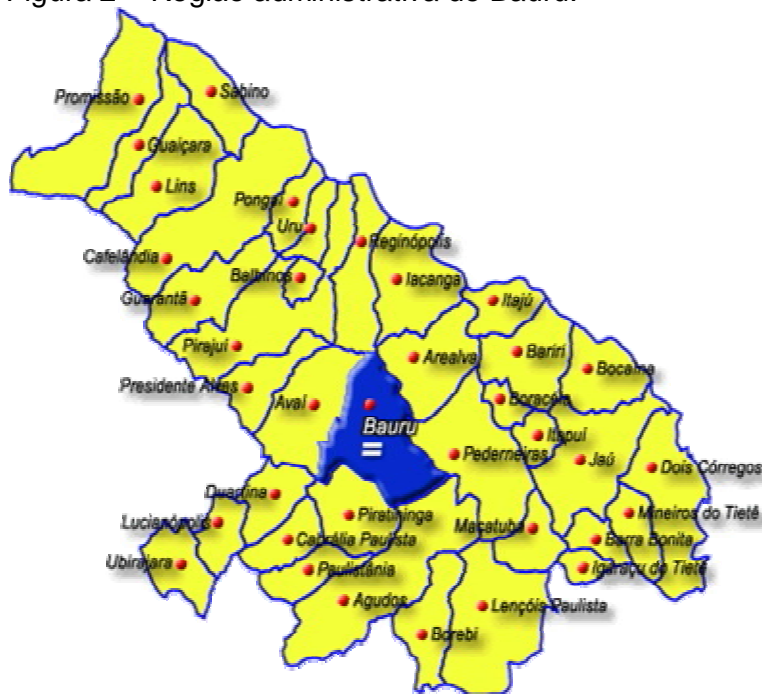 Figura 2 – Região administrativa de Bauru.
Promissão
Sabino
Guaiçara
Lins
Pongaí
Uru
Reginópolis
Cafelândia
Balbinos
Iacanga
Guarantã
Itajú
Pirajuí
Arealva
Bariri
Bocaina
Presidente Alves
Avaí
Boracéia
Bauru
Itapuí
Pederneiras
Jaú
Dois Córregos
Duartina
Lucianópolis
Piratininga
Macatuba
Mineiros do Tietê
Cabrália Paulista
Barra Bonita
Ubirajara
Paulistânia
Igaraçu do Tietê
Agudos
Lençóis Paulista
Borebi